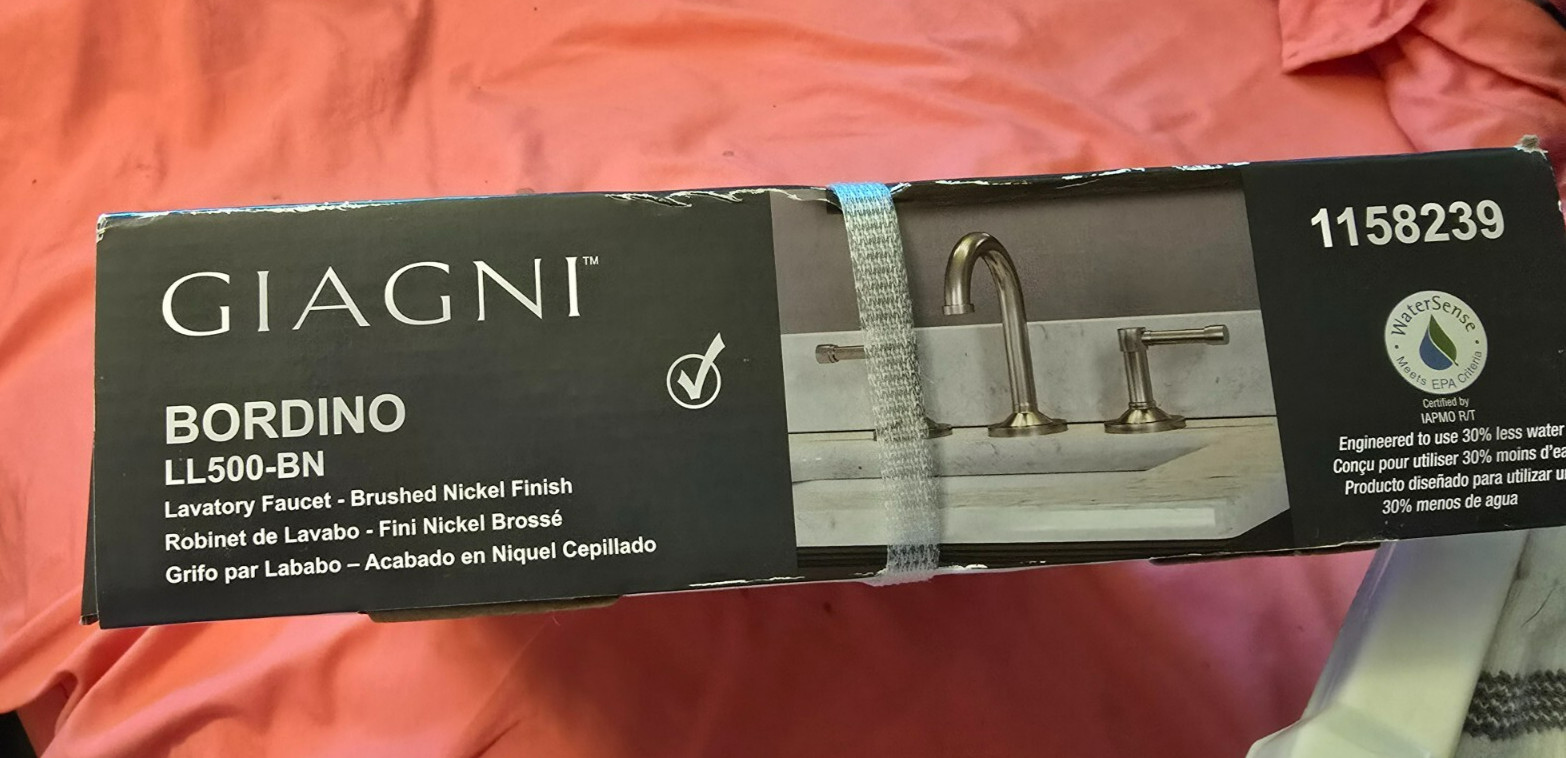 GIAGNI™
BORDINO
LL500-BN
Lavatory Faucet - Brushed Nickel Finish
Robinet de Lavabo - Fini Nickel Brossé
Grifo par Lababo – Acabado en Niquel Cepillado
1158239
WaterSense
Meets EPA Criteria
Certified by
IAPMO R/T
Engineered to use 30% less water
Conçu pour utiliser 30% moins
Producto diseñado para utilizar
30% menos de agua